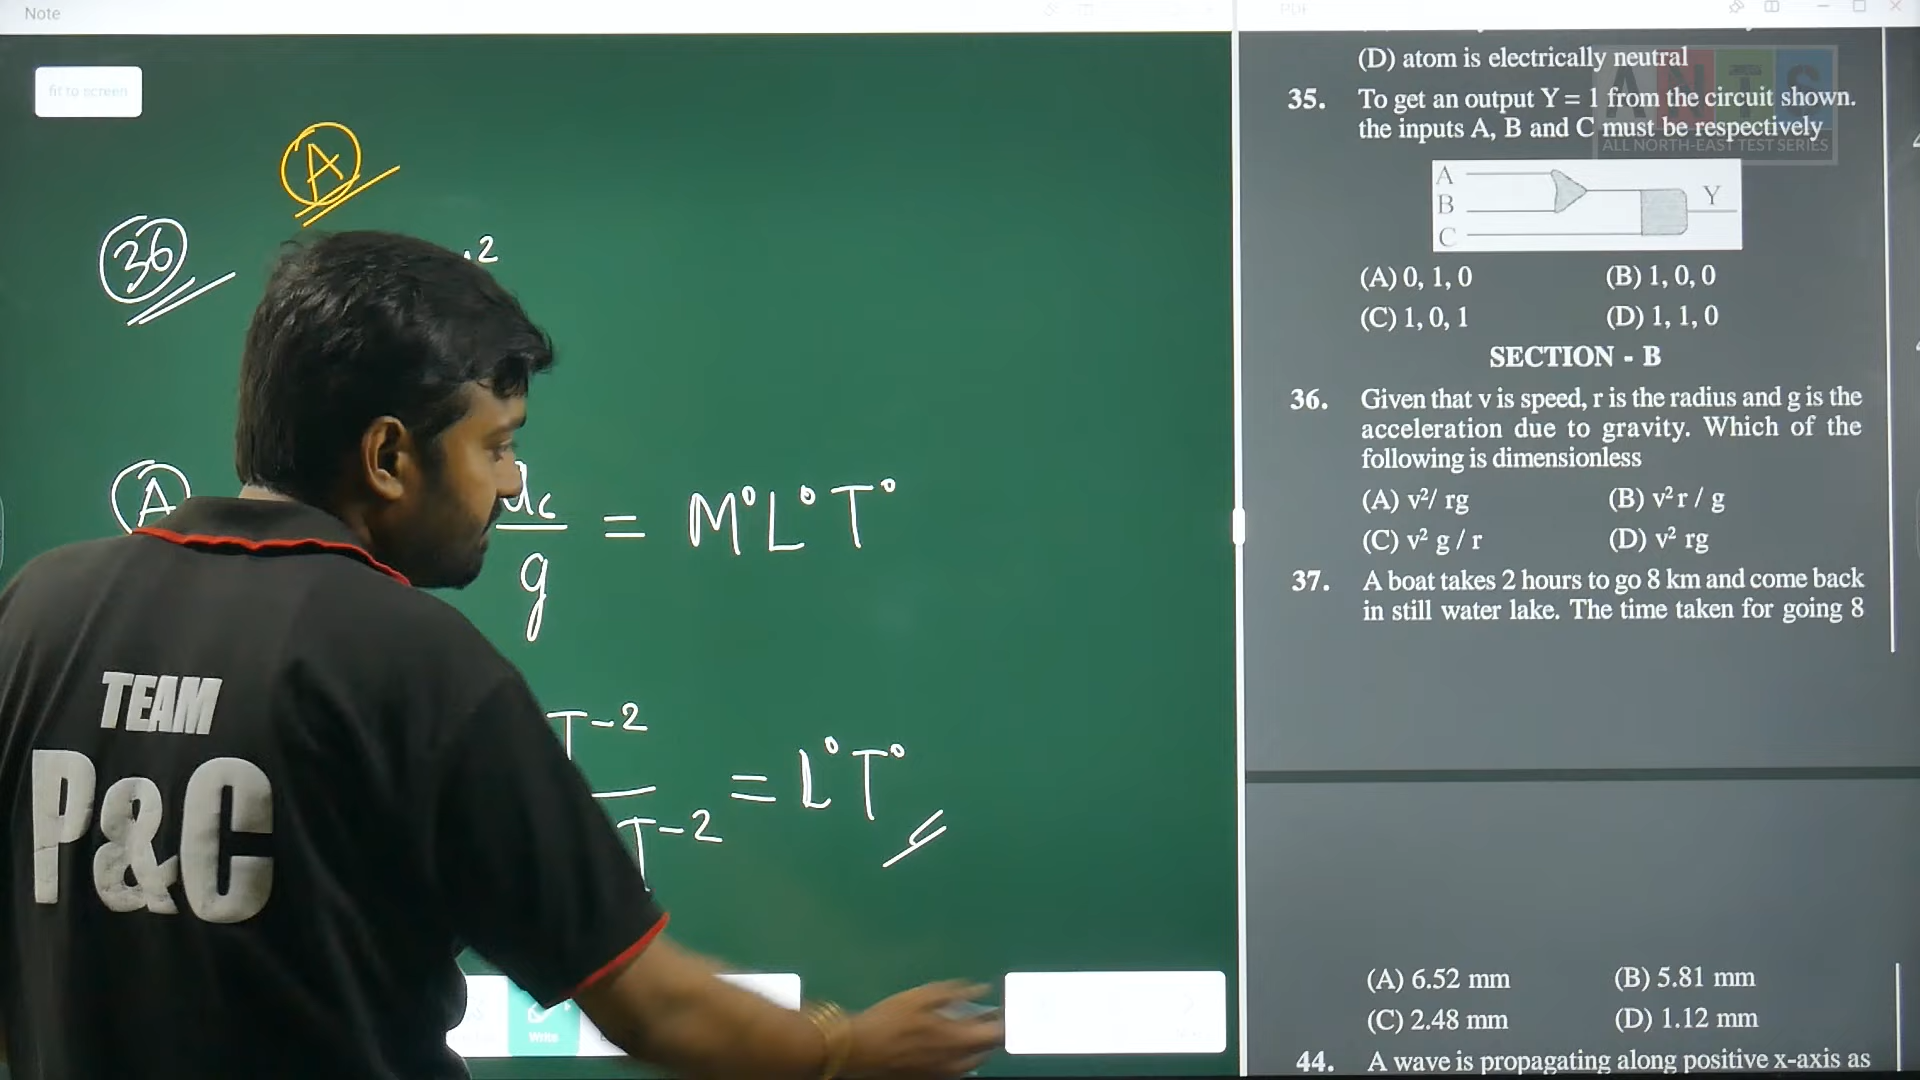 Note
PDF
fit to screen
A
36
2
A
ac
g
= M⁰L⁰T⁰
T-2
T-2
= L⁰T⁰
TEAM
P&C
Write
(D) atom is electrically neutral
ANTS
ALL NORTH-EAST TEST SERIES
35. To get an output Y = 1 from the circuit shown.
the inputs A, B and C must be respectively
A
B
C
Y
(A) 0, 1, 0 (B) 1, 0, 0
(C) 1, 0, 1 (D) 1, 1, 0
SECTION - B
36. Given that v is speed, r is the radius and g is the
acceleration due to gravity. Which of the
following is dimensionless
(A) v²/ rg (B) v² r / g
(C) v² g / r (D) v² rg
37. A boat takes 2 hours to go 8 km and come back
in still water lake. The time taken for going 8
(A) 6.52 mm (B) 5.81 mm
(C) 2.48 mm (D) 1.12 mm
44. A wave is propagating along positive x-axis as